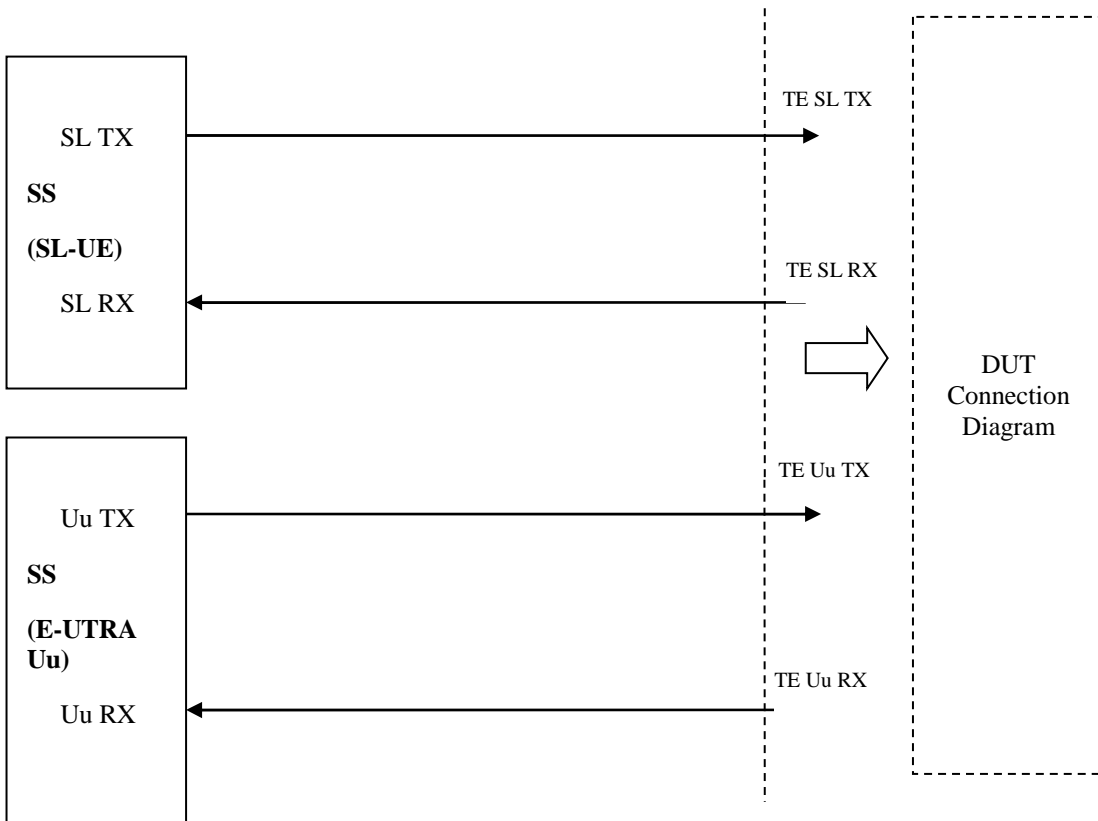 TE SL TX
SL TX
SS
(SL-UE)
TE SL RX
SL RX
DUT
Connection
Diagram
TE Uu TX
Uu TX
SS
(E-UTRA
Uu)
TE Uu RX
Uu RX